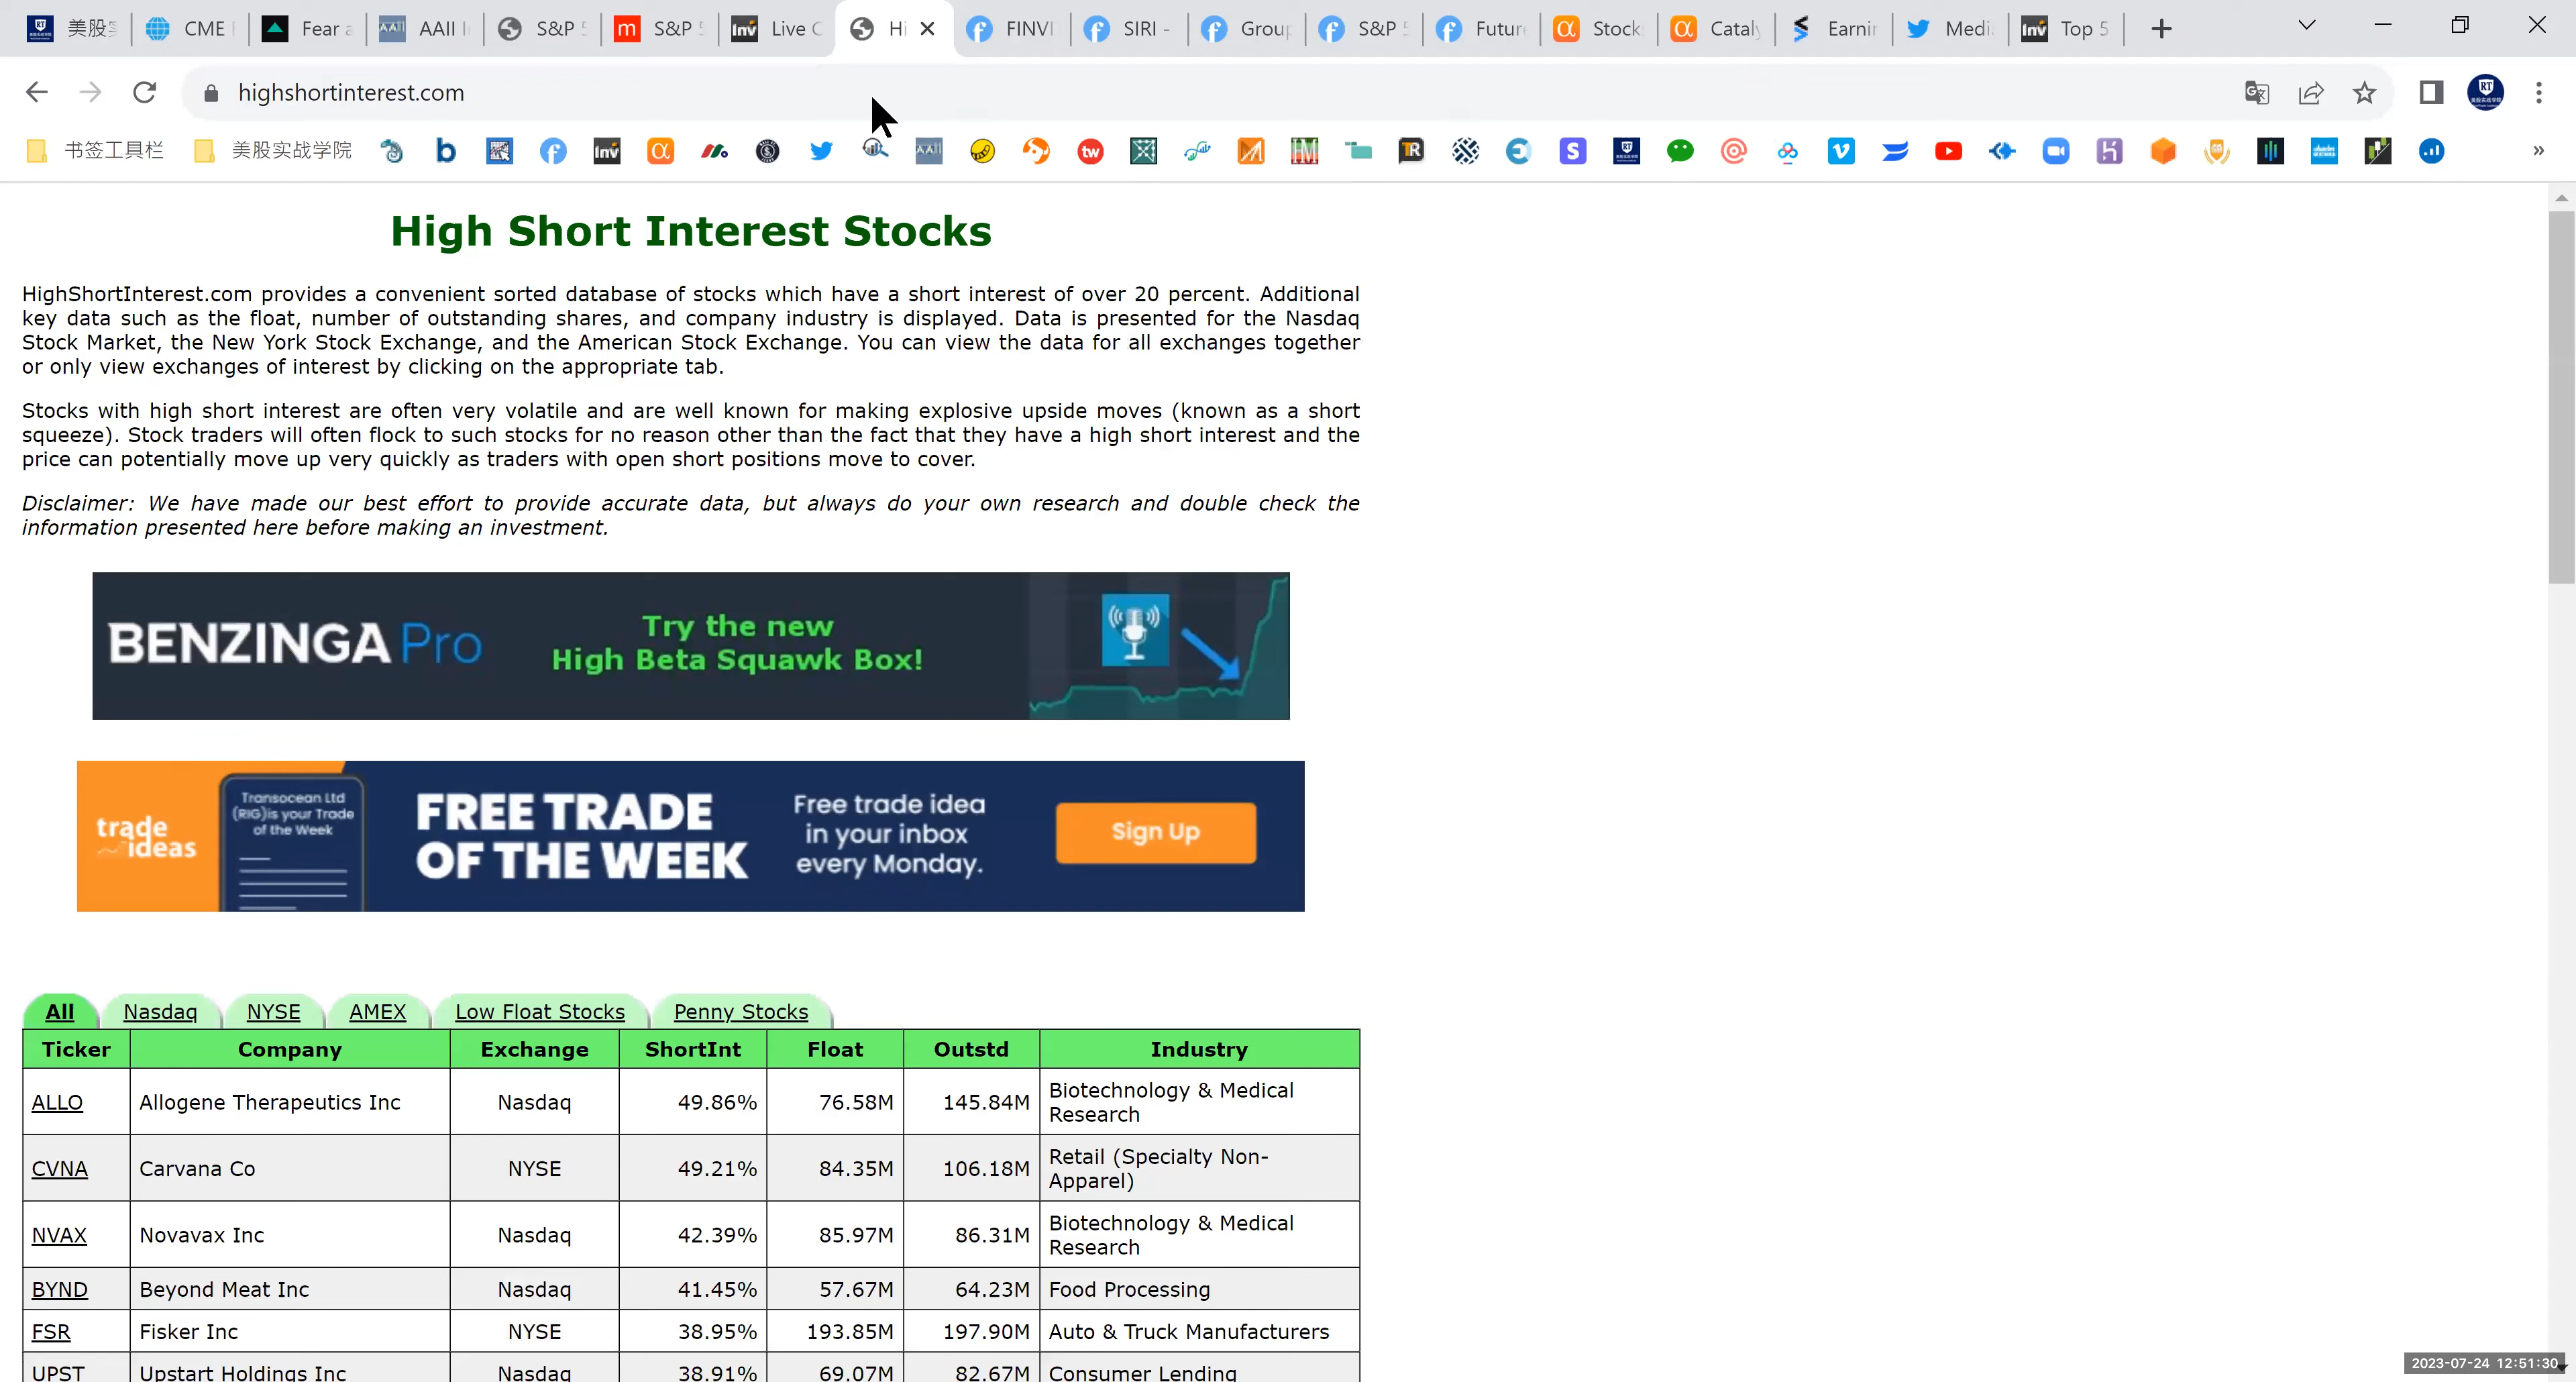 美股实
CME F
Fear a
AAII I
S&P 5
S&P 5
Live C
Hi
FINVI
SIRI -
Group
S&P 5
Futur
Stock
Cataly
Earnin
Medi
Top 5
highshortinterest.com
书签工具栏
美股实战学院
High Short Interest Stocks
HighShortInterest.com provides a convenient sorted database of stocks which have a short interest of over 20 percent. Additional
key data such as the float, number of outstanding shares, and company industry is displayed. Data is presented for the Nasdaq
Stock Market, the New York Stock Exchange, and the American Stock Exchange. You can view the data for all exchanges together
or only view exchanges of interest by clicking on the appropriate tab.
Stocks with high short interest are often very volatile and are well known for making explosive upside moves (known as a short
squeeze). Stock traders will often flock to such stocks for no reason other than the fact that they have a high short interest and the
price can potentially move up very quickly as traders with open short positions move to cover.
Disclaimer: We have made our best effort to provide accurate data, but always do your own research and double check the
information presented here before making an investment.
BENZINGA Pro
Try the new
High Beta Squawk Box!
trade
ideas
Transocean Ltd
(RIG)is your Trade
of the Week
FREE TRADE
OF THE WEEK
Free trade idea
in your inbox
every Monday.
Sign Up
All Nasdaq NYSE AMEX Low Float Stocks Penny Stocks
Ticker Company Exchange ShortInt Float Outstd Industry
ALLO Allogene Therapeutics Inc Nasdaq 49.86% 76.58M 145.84M Biotechnology & Medical
Research
CVNA Carvana Co NYSE 49.21% 84.35M 106.18M Retail (Specialty Non-
Apparel)
NVAX Novavax Inc Nasdaq 42.39% 85.97M 86.31M Biotechnology & Medical
Research
BYND Beyond Meat Inc Nasdaq 41.45% 57.67M 64.23M Food Processing
FSR Fisker Inc NYSE 38.95% 193.85M 197.90M Auto & Truck Manufacturers
UPST Upstart Holdings Inc Nasdaq 38.91% 69.07M 82.67M Consumer Lending
2023-07-24 12:51:30